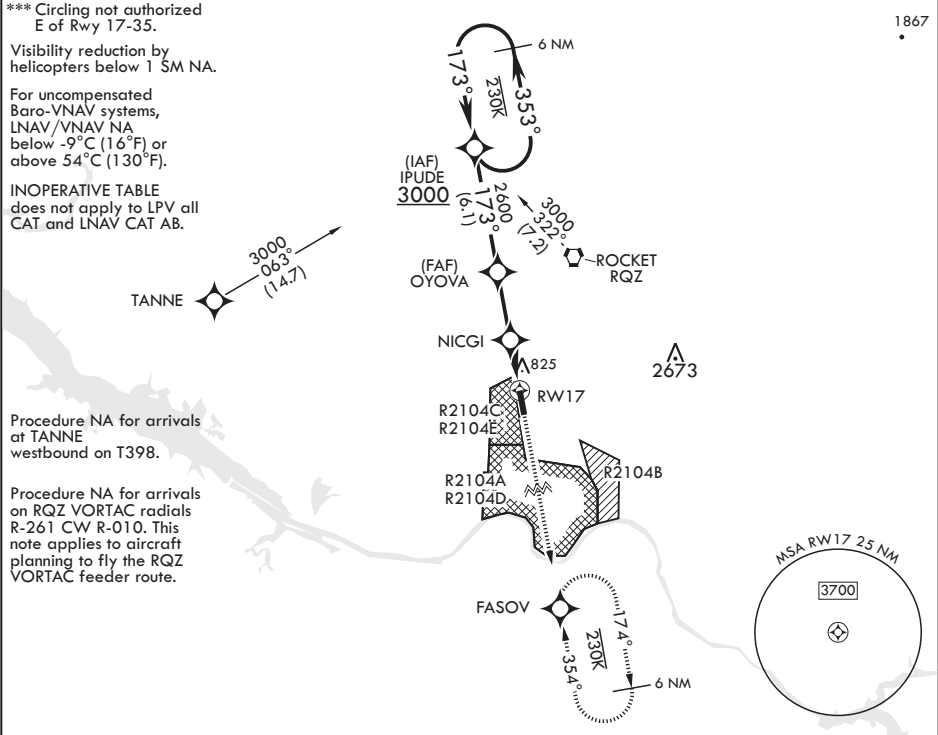 *** Circling not authorized
E of Rwy 17-35.
Visibility reduction by
helicopters below 1 SM NA.
For uncompensated
Baro-VNAV systems,
LNAV/VNAV NA
below -9°C (16°F) or
above 54°C (130°F).
INOPERATIVE TABLE
does not apply to LPV all
CAT and LNAV CAT AB.
1867
6 NM
173°
230K
353°
(IAF)
IPUDE
3000
2600
173°
(6.1)
3000
322°
(7.2)
ROCKET
RQZ
3000
063°
(14.7)
TANNE
(FAF)
OYOVA
NICGI
825
RW17
2673
R2104C
R2104E
R2104A
R2104D
R2104B
Procedure NA for arrivals
at TANNE
westbound on T398.
Procedure NA for arrivals
on RQZ VORTAC radials
R-261 CW R-010. This
note applies to aircraft
planning to fly the RQZ
VORTAC feeder route.
FASOV
174°
230K
354°
6 NM
MSA RW17 25 NM
3700